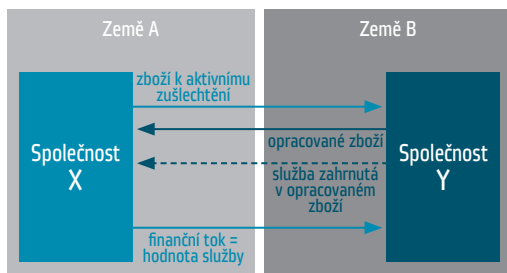 Země A
Země B
zboží k aktivnímu
zušlechtění
opracované zboží
Společnost
X
Společnost
Y
služba zahrnutá
v opracovaném
zboží
finanční tok =
hodnota služby